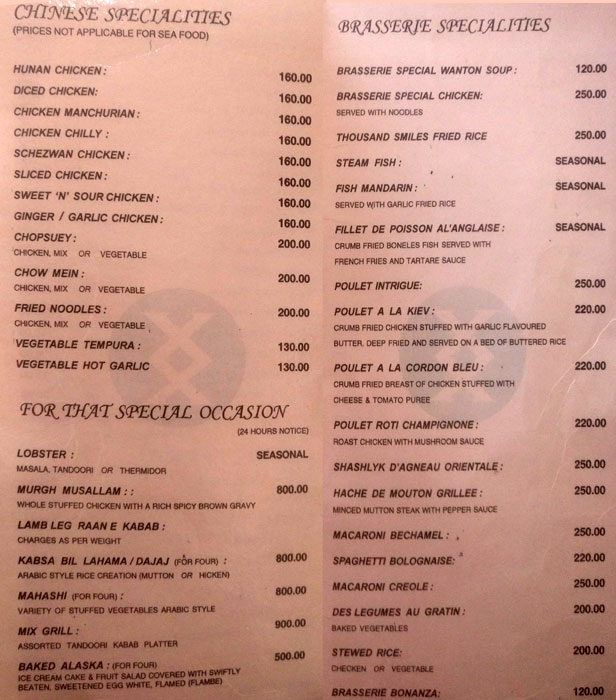 CHINESE SPECIALITIES
(PRICES NOT APPLICABLE FOR SEA FOOD)
HUNAN CHICKEN : 160.00
DICED CHICKEN: 160.00
CHICKEN MANCHURIAN : 160.00
CHICKEN CHILLY : 160.00
SCHEZWAN CHICKEN : 160.00
SLICED CHICKEN: 160.00
SWEET 'N' SOUR CHICKEN : 160.00
GINGER / GARLIC CHICKEN : 160.00
CHOPSUEY : 200.00
CHICKEN, MIX OR VEGETABLE
CHOW MEIN : 200.00
CHICKEN, MIX OR VEGETABLE
FRIED NOODLES : 200.00
CHICKEN, MIX OR VEGETABLE
VEGETABLE TEMPURA : 130.00
VEGETABLE HOT GARLIC 130.00
FOR THAT SPECIAL OCCASION
(24 HOURS NOTICE)
LOBSTER : SEASONAL
MASALA, TANDOORI OR THERMIDOR
MURGH MUSALLAM : : 800.00
WHOLE STUFFED CHICKEN WITH A RICH SPICY BROWN GRAVY
LAMB LEG RAAN E KABAB :
CHARGES AS PER WEIGHT
KABSA BIL LAHAMA / DAJAJ (FOR FOUR) : 800.00
ARABIC STYLE RICE CREATION (MUTTON OR HICKEN)
MAHASHI (FOR FOUR) : 800.00
VARIETY OF STUFFED VEGETABLES ARABIC STYLE
MIX GRILL : 900.00
ASSORTED TANDOORI KABAB PLATTER
BAKED ALASKA : (FOR FOUR) 500.00
ICE CREAM CAKE & FRUIT SALAD COVERED WITH SWIFTLY
BEATEN, SWEETENED EGG WHITE, FLAMED (FLAMBE)
BRASSERIE SPECIALITIES
BRASSERIE SPECIAL WANTON SOUP : 120.00
BRASSERIE SPECIAL CHICKEN: 250.00
SERVED WITH NOODLES
THOUSAND SMILES FRIED RICE 250.00
STEAM FISH : SEASONAL
FISH MANDARIN : SEASONAL
SERVED WITH GARLIC FRIED RICE
FILLET DE POISSON AL'ANGLAISE : SEASONAL
CRUMB FRIED BONELES FISH SERVED WITH
FRENCH FRIES AND TARTARE SAUCE
POULET INTRIGUE: 250.00
POULET A LA KIEV : 220.00
CRUMB FRIED CHICKEN STUFFED WITH GARLIC FLAVOURED
BUTTER. DEEP FRIED AND SERVED ON A BED OF BUTTERED RICE
POULET A LA CORDON BLEU : 220.00
CRUMB FRIED BREAST OF CHICKEN STUFFED WITH
CHEESE & TOMATO PUREE
POULET ROTI CHAMPIGNONE : 220.00
ROAST CHICKEN WITH MUSHROOM SAUCE
SHASHLYK D'AGNEAU ORIENTALE : 250.00
HACHE DE MOUTON GRILLEE : 250.00
MINCED MUTTON STEAK WITH PEPPER SAUCE
MACARONI BECHAMEL : 250.00
SPAGHETTI BOLOGNAISE: 220.00
MACARONI CREOLE : 250.00
DES LEGUMES AU GRATIN : 200.00
BAKED VEGETABLES
STEWED RICE: 200.00
CHECKEN OR VEGETABLE
BRASSERIE BONANZA: 120.00